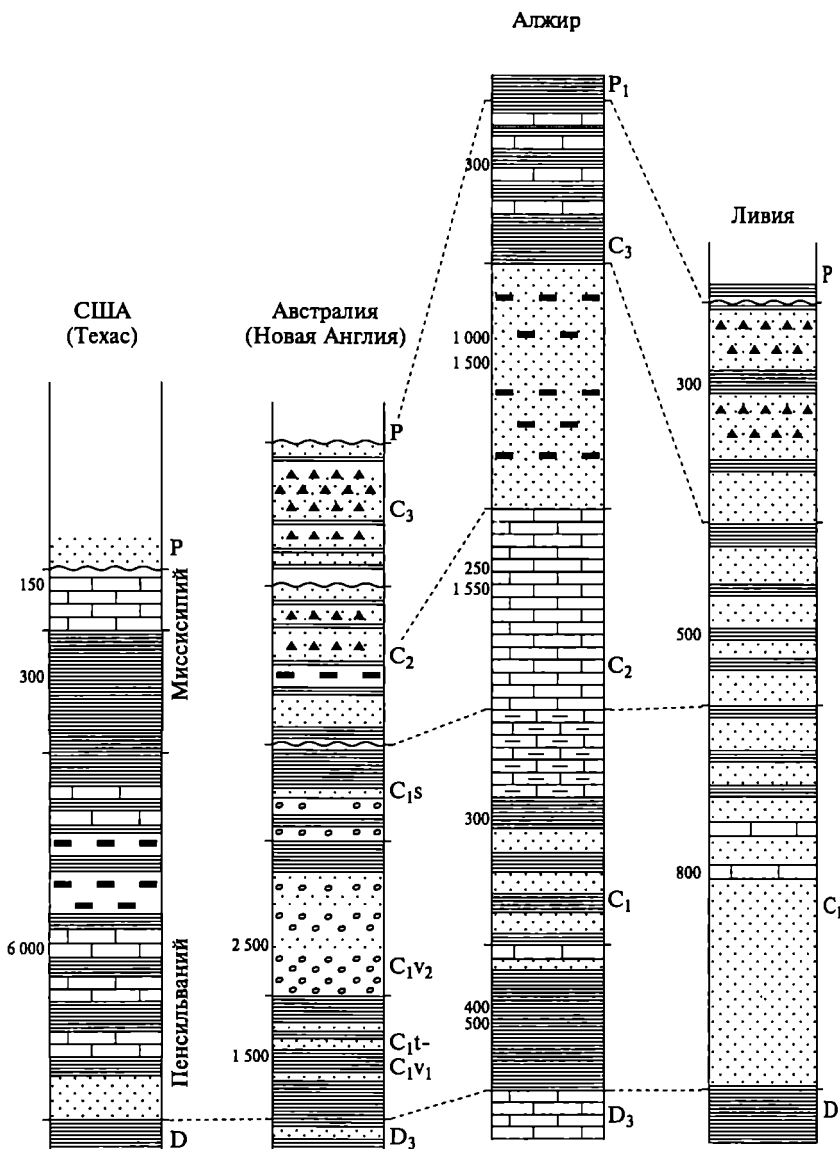 Алжир
P₁
300
C₃
1 000
1 500
250
1 550
C₂
300
C₁
400
500
D₃
Ливия
P
300
500
800
C₁
D
США
(Техас)
P
150
300
Миссисипий
6 000
Пенсильваний
D
Австралия
(Новая Англия)
P
C₃
C₂
C₁s
2 500
C₁v₂
1 500
C₁t-
C₁v₁
D₃